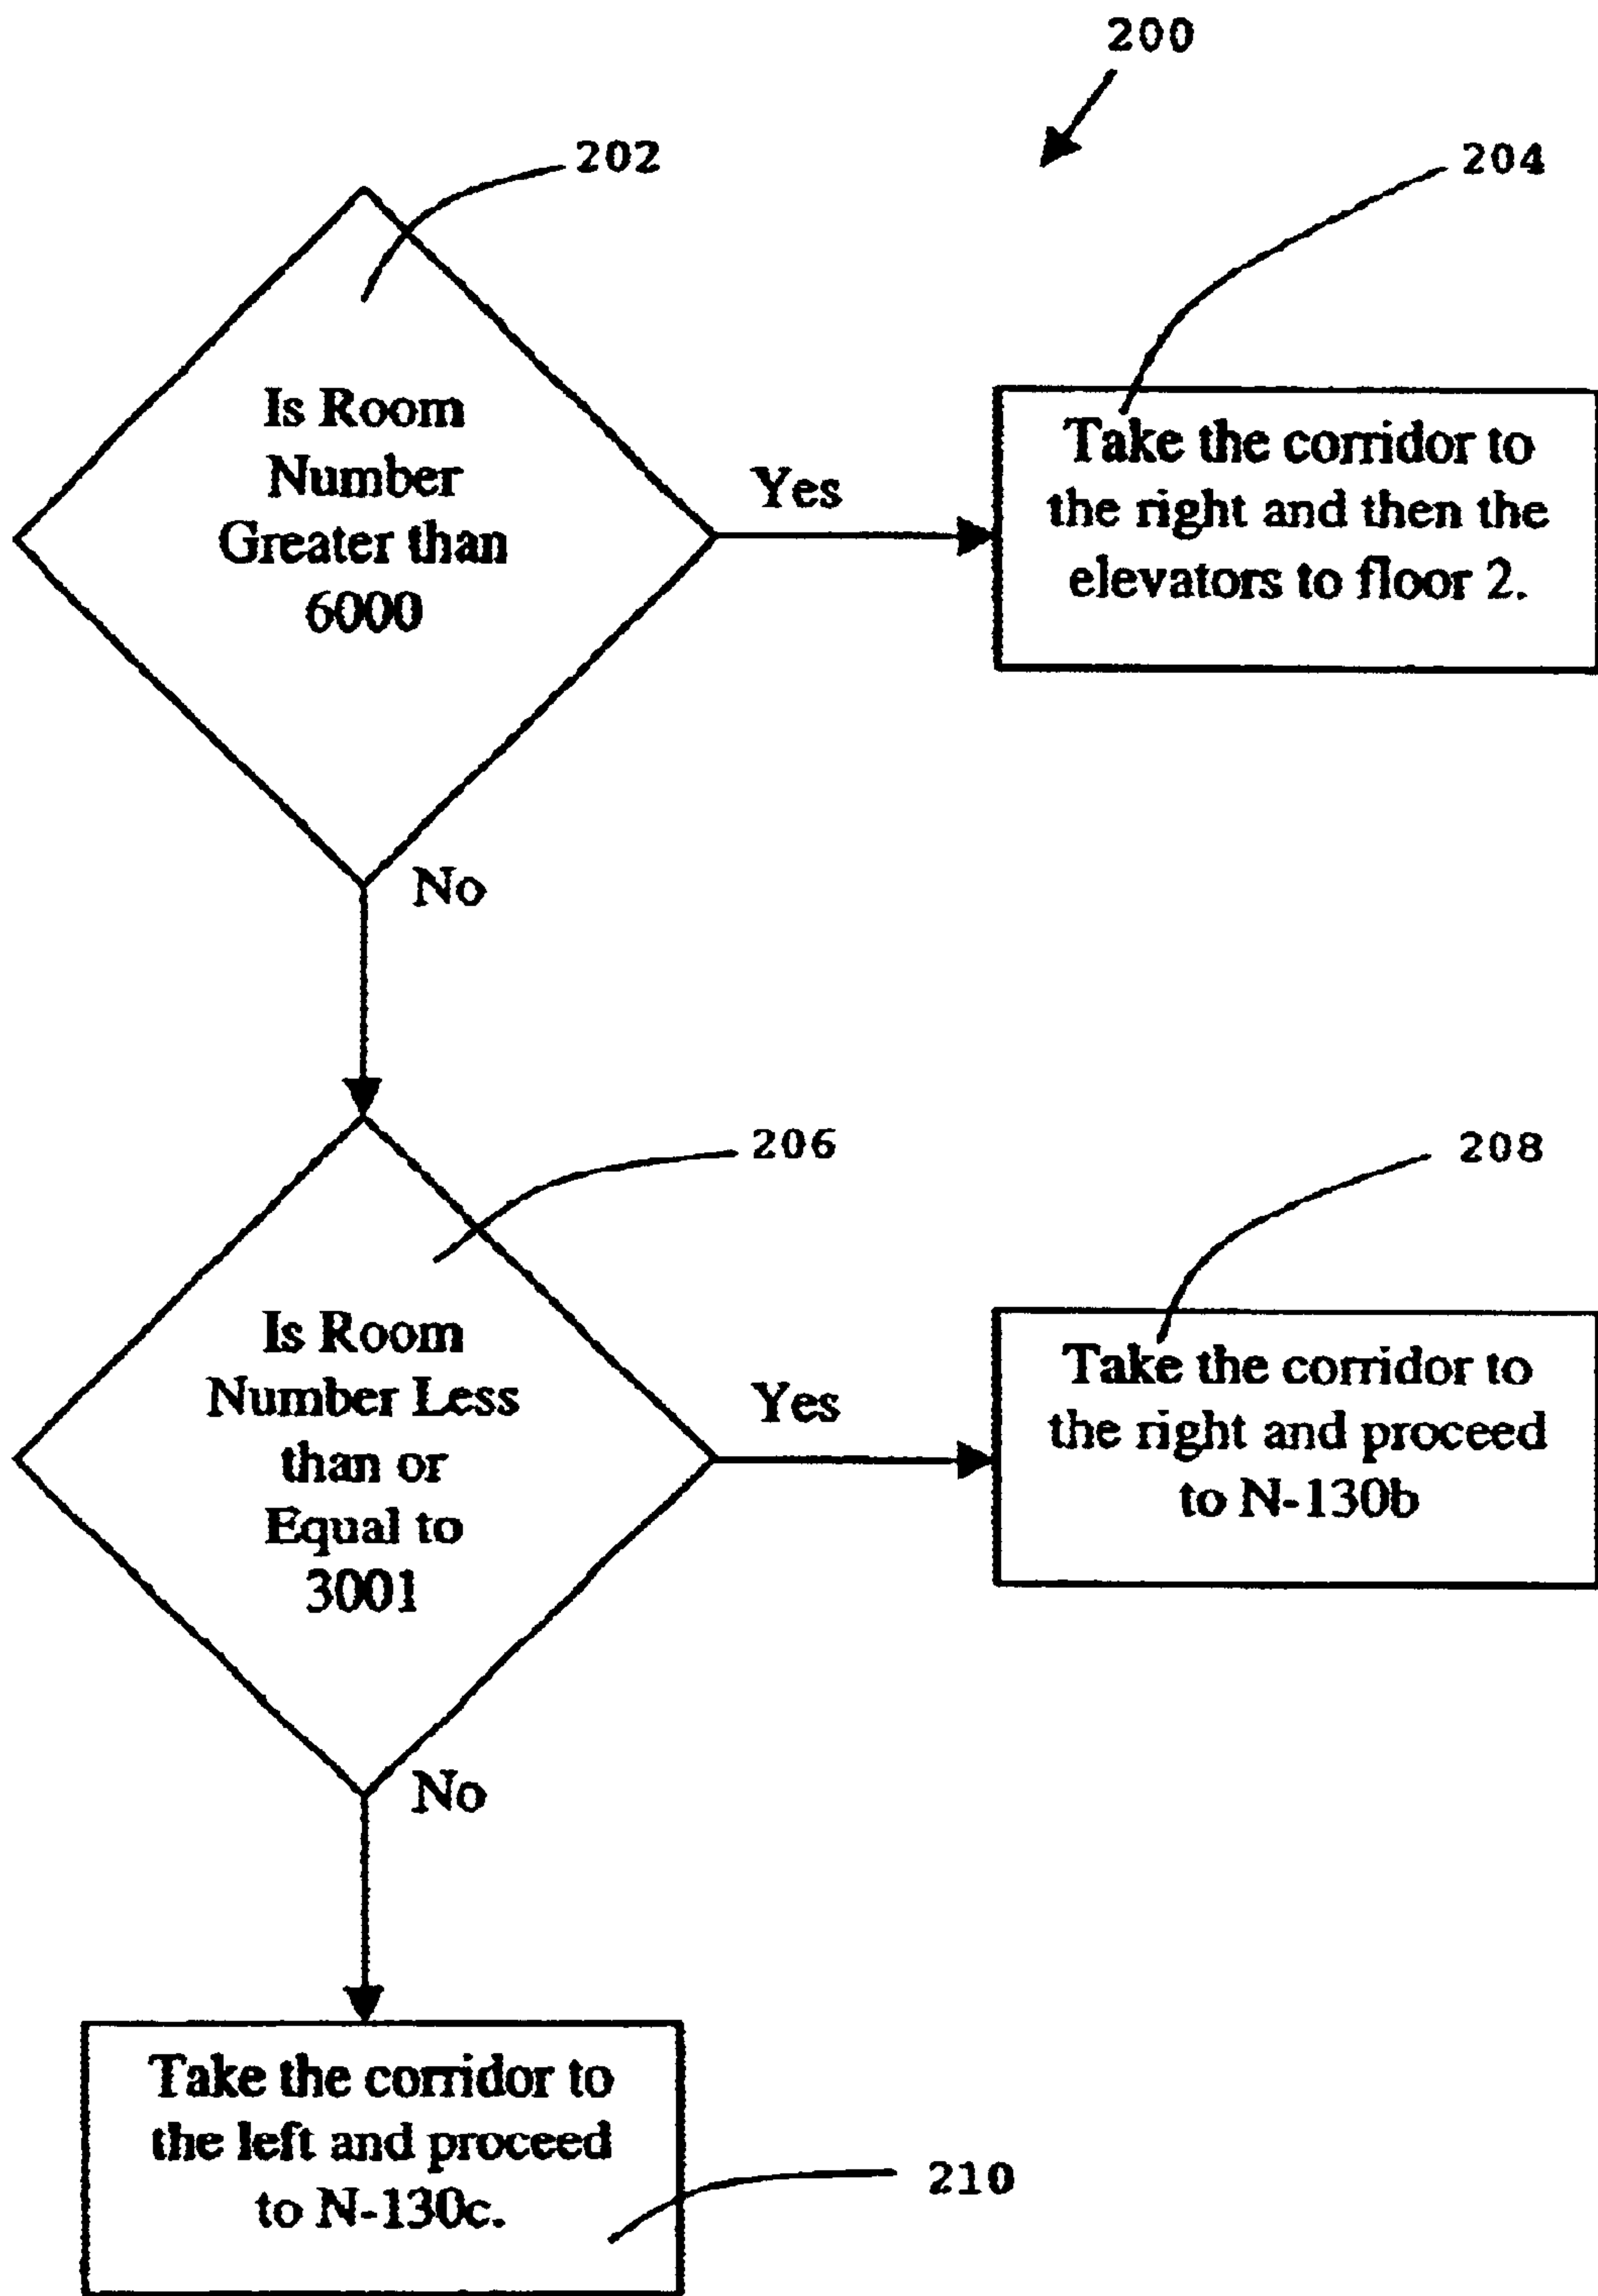 200
202
204
Is Room
Number
Greater than
6000
Yes
Take the corridor to
the right and then the
elevators to floor 2.
No
206
208
Is Room
Number Less
than or
Equal to
3001
Yes
Take the corridor to
the right and proceed
to N-130b
No
Take the corridor to
the left and proceed
to N-130c.
210